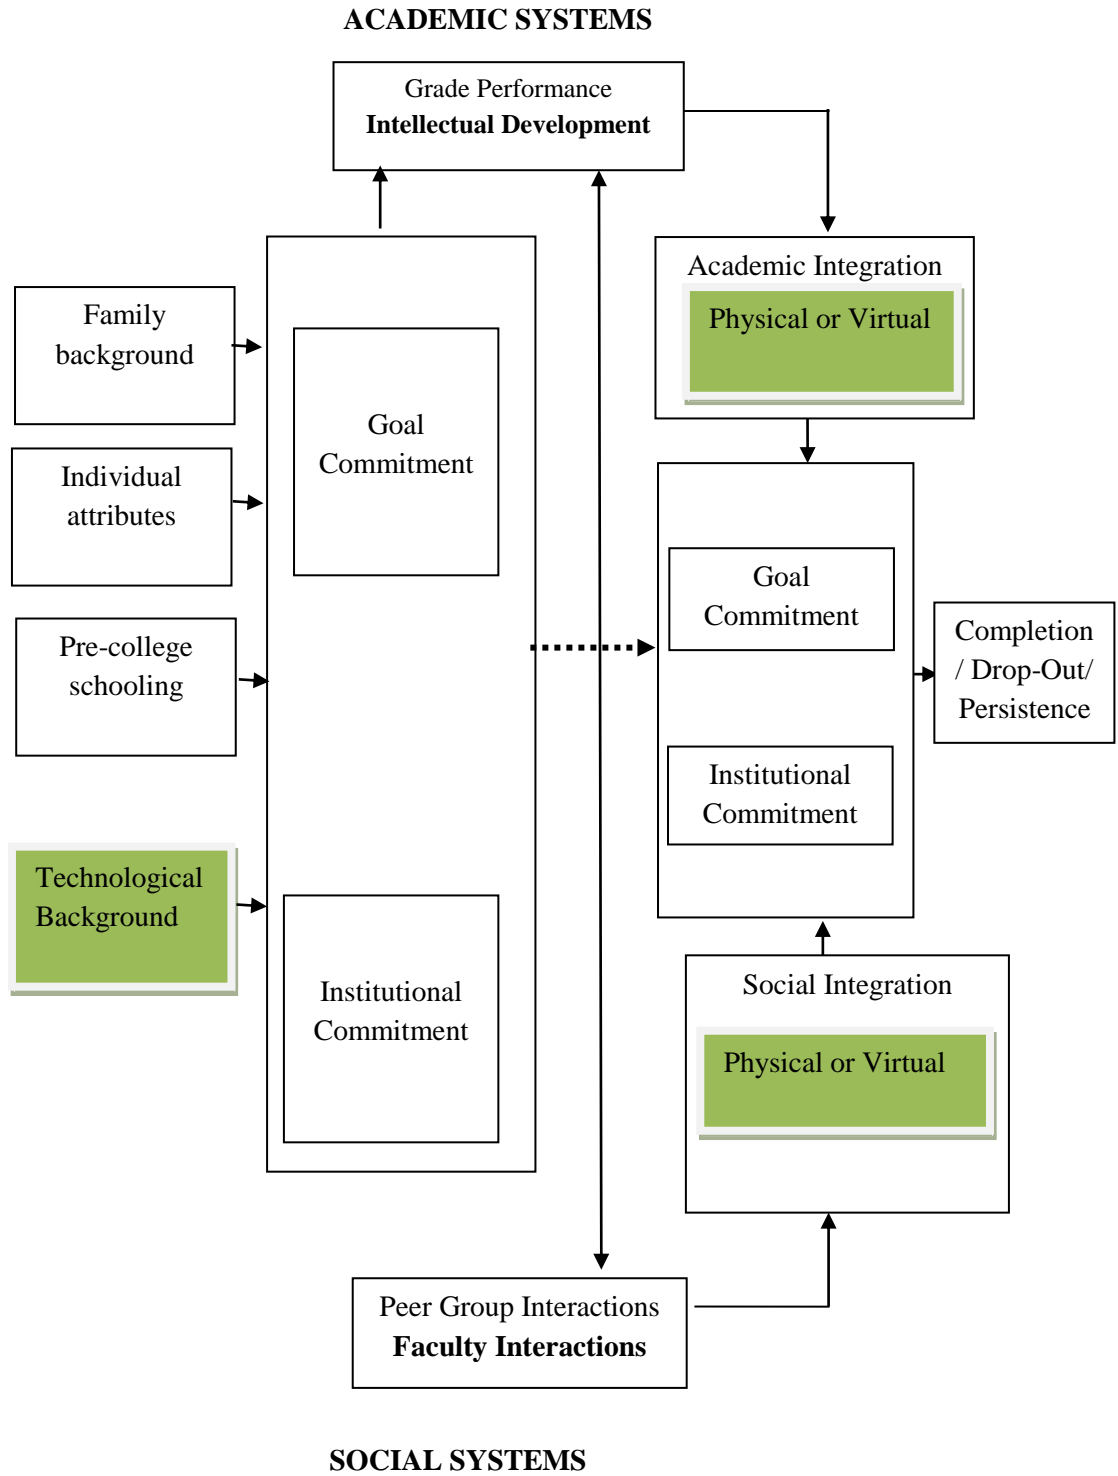 ACADEMIC SYSTEMS
Grade Performance
Intellectual Development
Family
background
Individual
attributes
Pre-college
schooling
Technological
Background
Goal
Commitment
Institutional
Commitment
Academic Integration
Physical or Virtual
Goal
Commitment
Institutional
Commitment
Completion
/ Drop-Out/
Persistence
Social Integration
Physical or Virtual
Peer Group Interactions
Faculty Interactions
SOCIAL SYSTEMS